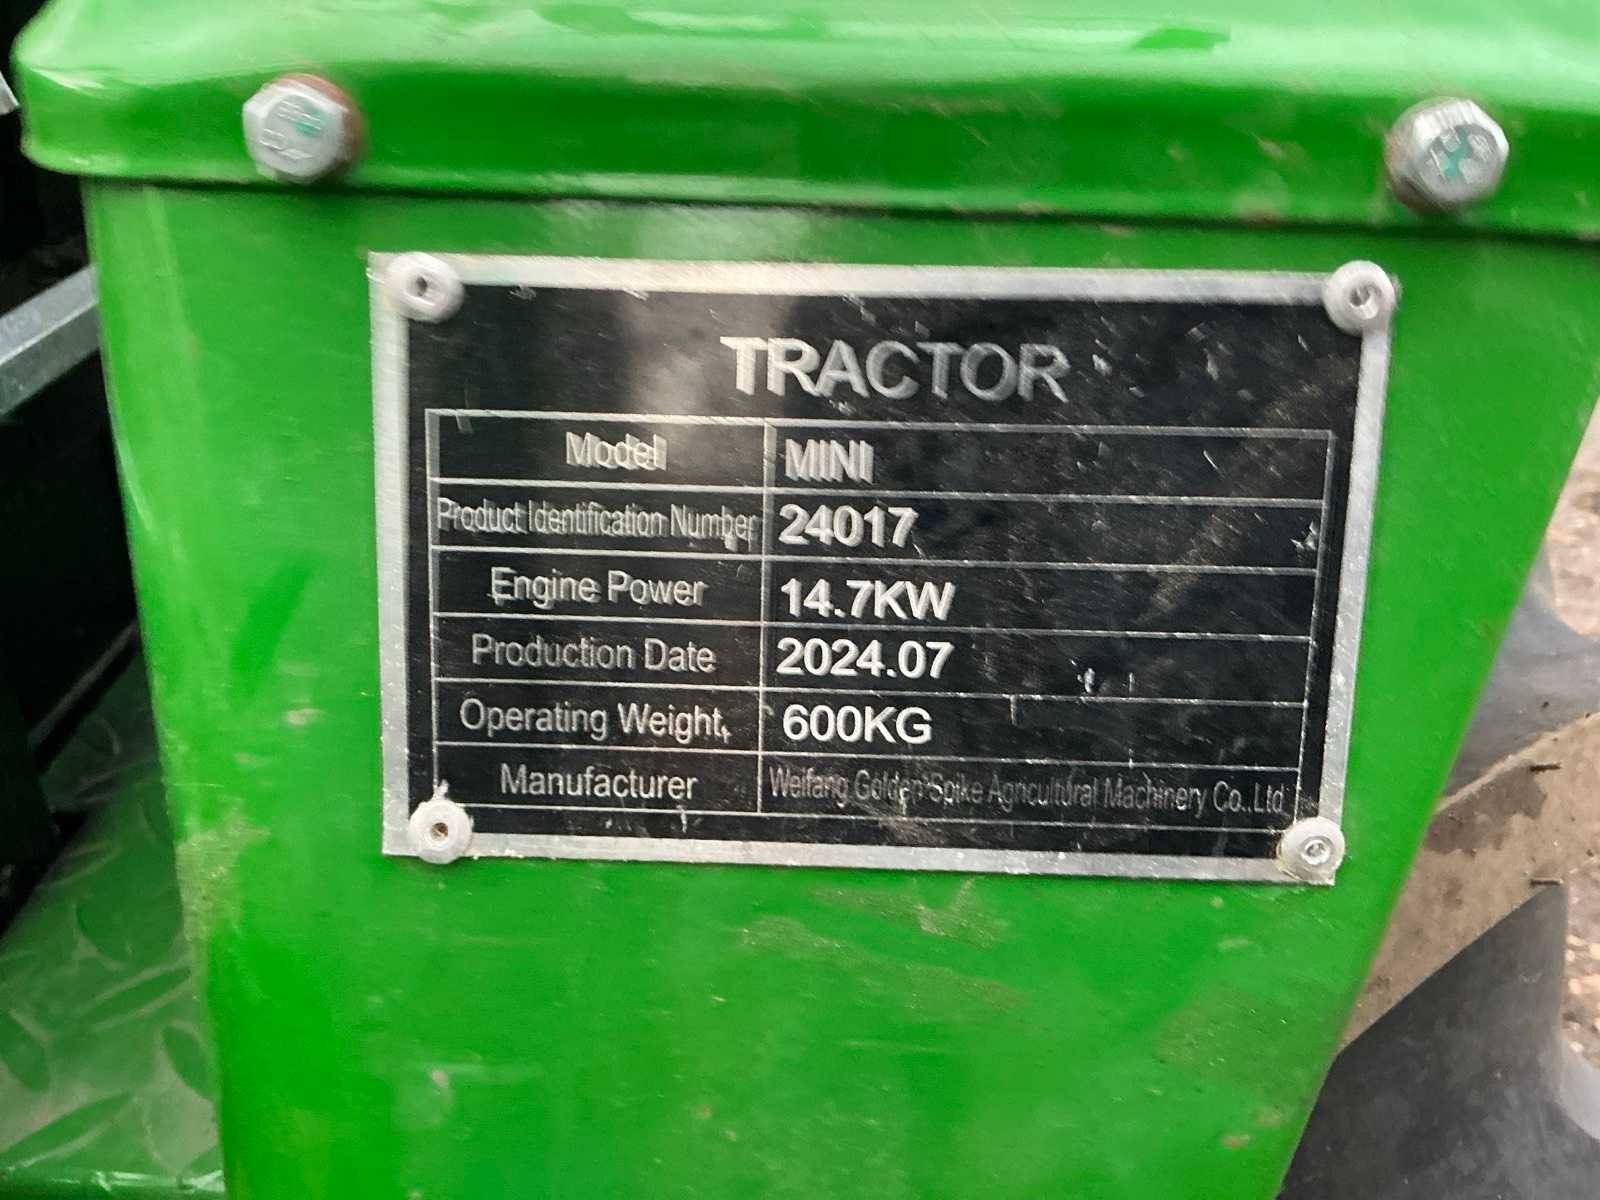 TRACTOR
Model MINI
Product Identification Number 24017
Engine Power 14.7KW
Production Date 2024.07
Operating Weight 600KG
Manufacturer Weifang Golden Spike Agricultural Machinery Co.,Ltd